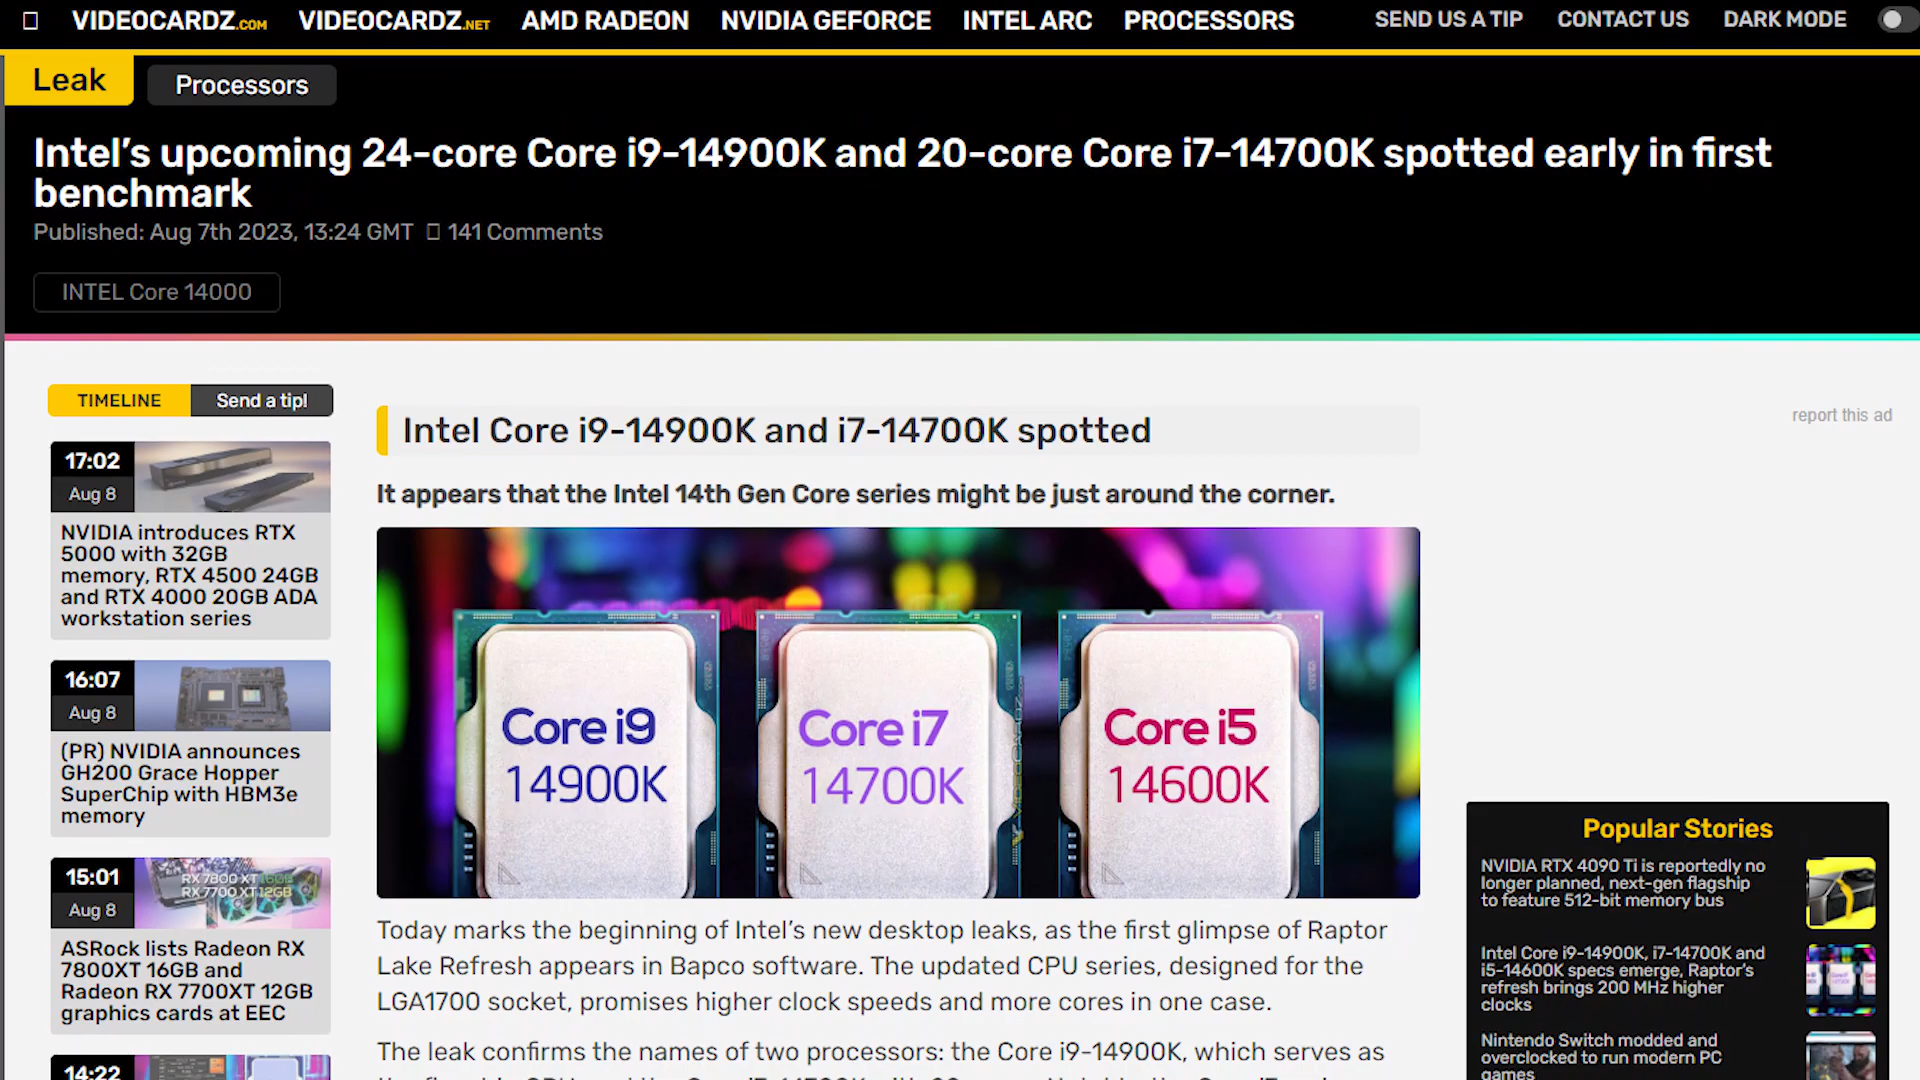 VIDEOCARDZ.COM VIDEOCARDZ.NET AMD RADEON NVIDIA GEFORCE INTEL ARC PROCESSORS SEND US A TIP CONTACT US DARK MODE
Leak Processors
Intel’s upcoming 24-core Core i9-14900K and 20-core Core i7-14700K spotted early in first
benchmark
Published: Aug 7th 2023, 13:24 GMT 141 Comments
INTEL Core 14000
TIMELINE Send a tip!
17:02
Aug 8
NVIDIA introduces RTX
5000 with 32GB
memory, RTX 4500 24GB
and RTX 4000 20GB ADA
workstation series
16:07
Aug 8
(PR) NVIDIA announces
GH200 Grace Hopper
SuperChip with HBM3e
memory
15:01
Aug 8
RX 7800 XT 16GB
RX 7700 XT 12GB
ASRock lists Radeon RX
7800XT 16GB and
Radeon RX 7700XT 12GB
graphics cards at EEC
14:22
Intel Core i9-14900K and i7-14700K spotted
It appears that the Intel 14th Gen Core series might be just around the corner.
Core i9
14900K
Core i7
14700K
VIDEOCARDZ.COM
Core i5
14600K
Today marks the beginning of Intel’s new desktop leaks, as the first glimpse of Raptor
Lake Refresh appears in Bapco software. The updated CPU series, designed for the
LGA1700 socket, promises higher clock speeds and more cores in one case.
The leak confirms the names of two processors: the Core i9-14900K, which serves as
report this ad
Popular Stories
NVIDIA RTX 4090 Ti is reportedly no
longer planned, next-gen flagship
to feature 512-bit memory bus
Intel Core i9-14900K, i7-14700K and
i5-14600K specs emerge, Raptor’s
refresh brings 200 MHz higher
clocks
Nintendo Switch modded and
overclocked to run modern PC
games